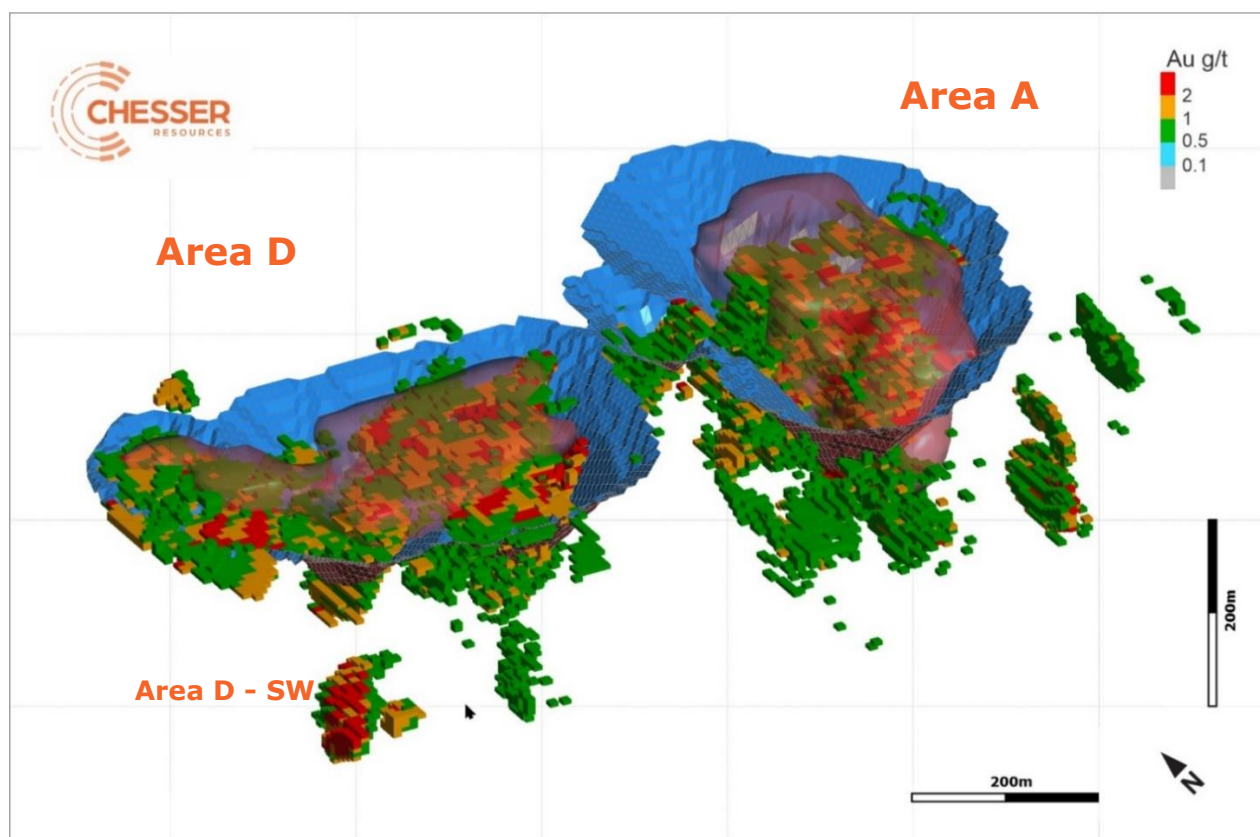 CHESSER
RESOURCES
Area A
Au g/t
2
1
0.5
0.1
Area D
Area D - SW
200m
200m
N